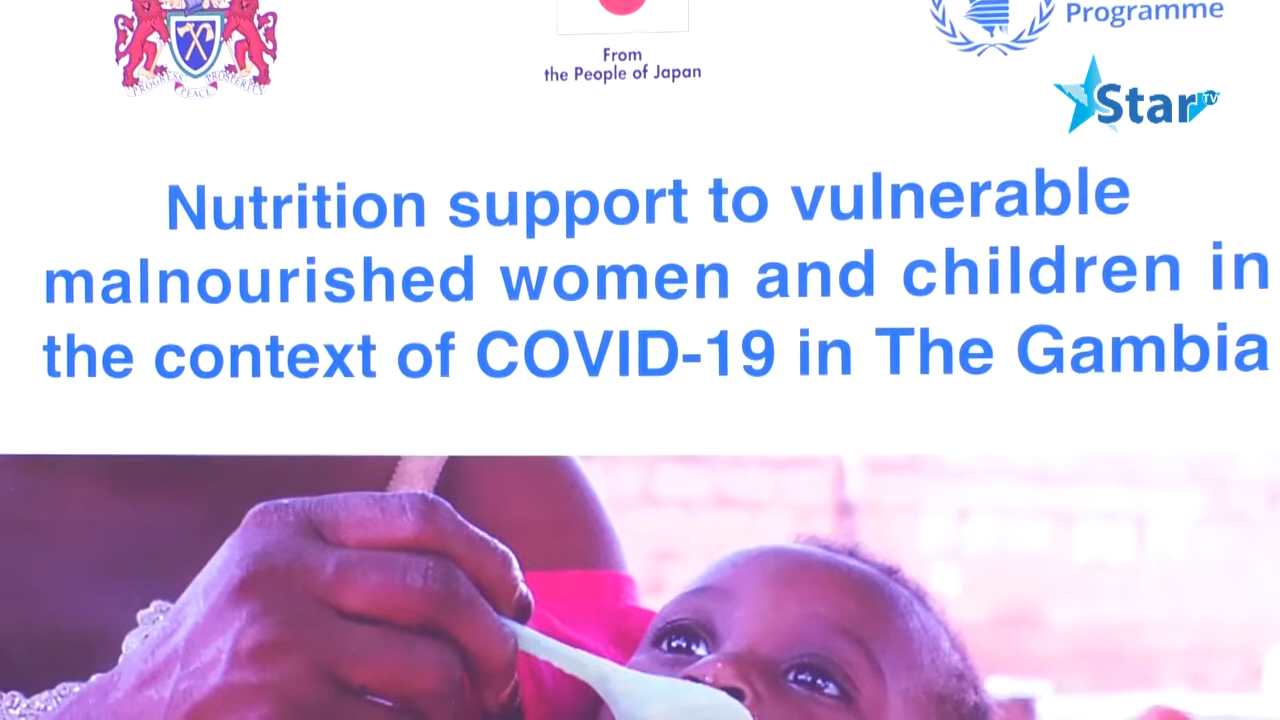 PROGRESS PEACE PROSPERITY
From
the People of Japan
Programme
Star TV
Nutrition support to vulnerable
malnourished women and children in
the context of COVID-19 in The Gambia